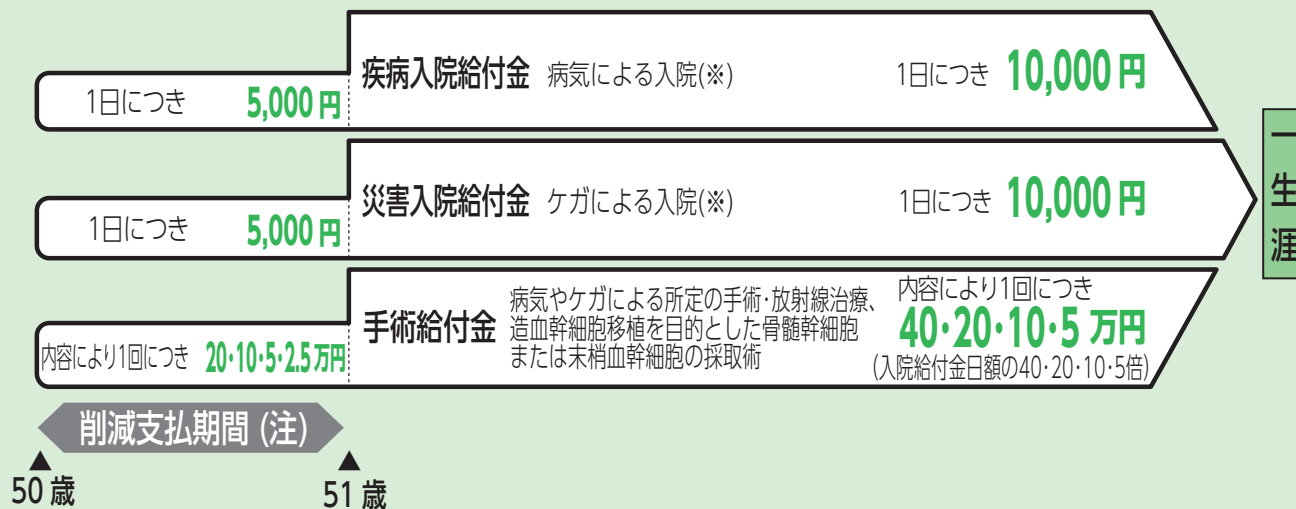 疾病入院給付金 病気による入院(※) 1日につき 10,000円
1日につき 5,000円
災害入院給付金 ケガによる入院(※) 1日につき 10,000円
1日につき 5,000円
手術給付金
病気やケガによる所定の手術・放射線治療、
造血幹細胞移植を目的とした骨髄幹細胞
または末梢血幹細胞の採取術
内容により1回につき
40・20・10・5 万円
(入院給付金日額の40・20・10・5倍)
内容により1回につき 20・10・5・2.5万円
一生涯
削減支払期間 (注)
50歳
51歳